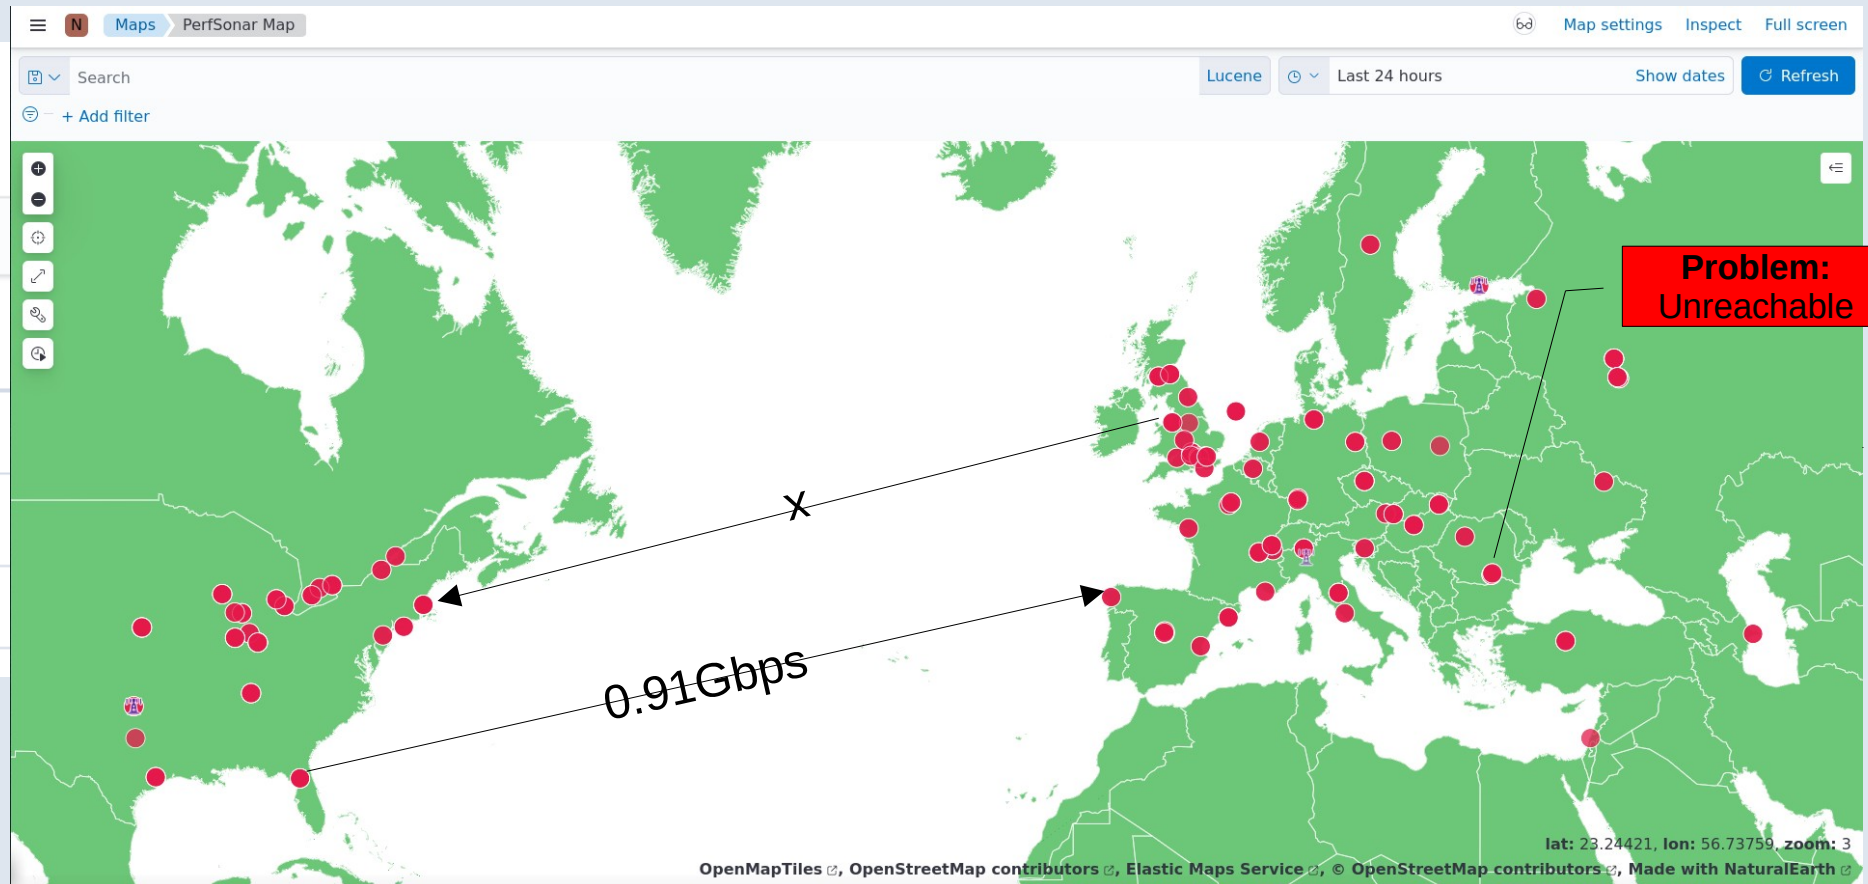 N Maps PerfSonar Map Map settings Inspect Full screen
Search Lucene Last 24 hours Show dates Refresh
+ Add filter
Problem:
Unreachable
x
0.91Gbps
lat: 23.24421, lon: 56.73759, zoom: 3
OpenMapTiles, OpenStreetMap contributors, Elastic Maps Service, © OpenStreetMap contributors, Made with NaturalEarth